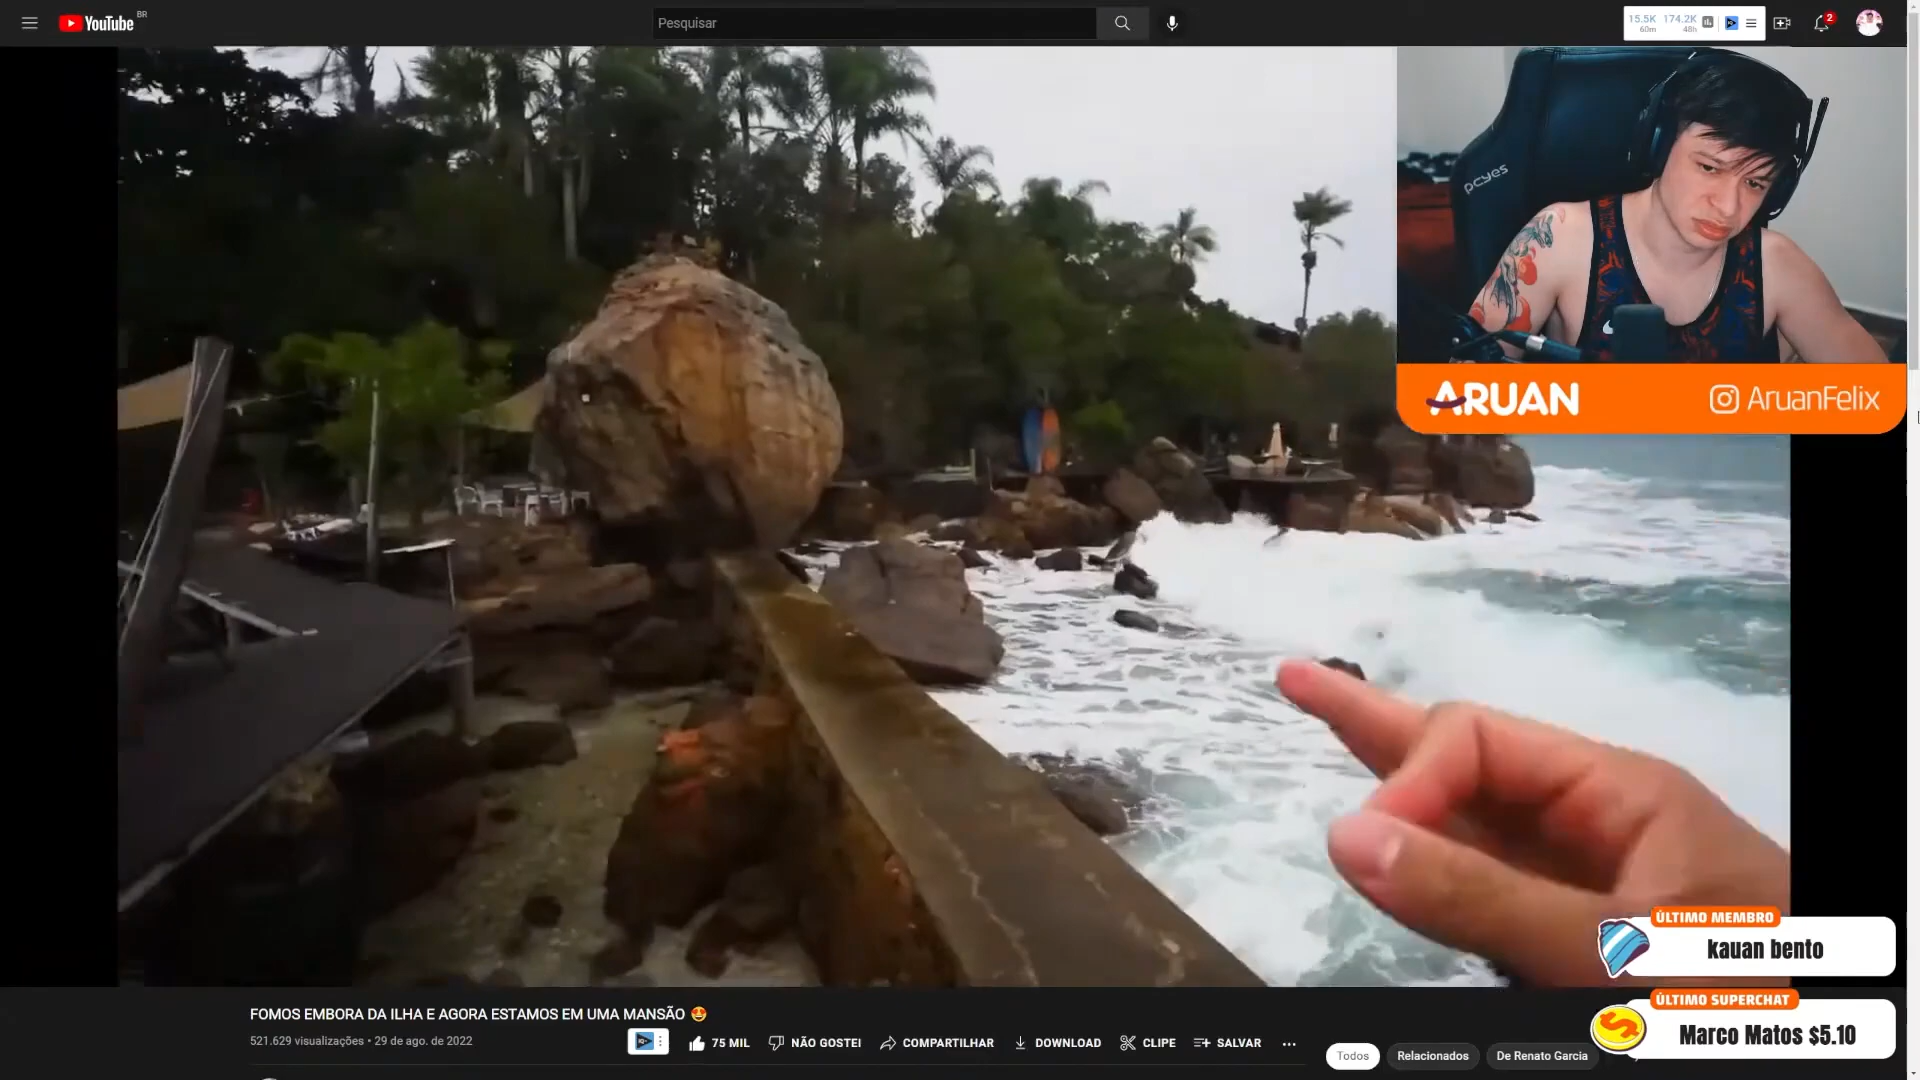 YouTube BR
Pesquisar
15.5K 174.2K
60m 48h
2
pcyes
ARUAN
AruanFelix
ÚLTIMO MEMBRO
kauan bento
ÚLTIMO SUPERCHAT
Marco Matos $5.10
FOMOS EMBORA DA ILHA E AGORA ESTAMOS EM UMA MANSÃO 🤩
521.629 visualizações • 29 de ago. de 2022
75 MIL
NÃO GOSTEI
COMPARTILHAR
DOWNLOAD
CLIPE
SALVAR
Todos
Relacionados
De Renato Garcia